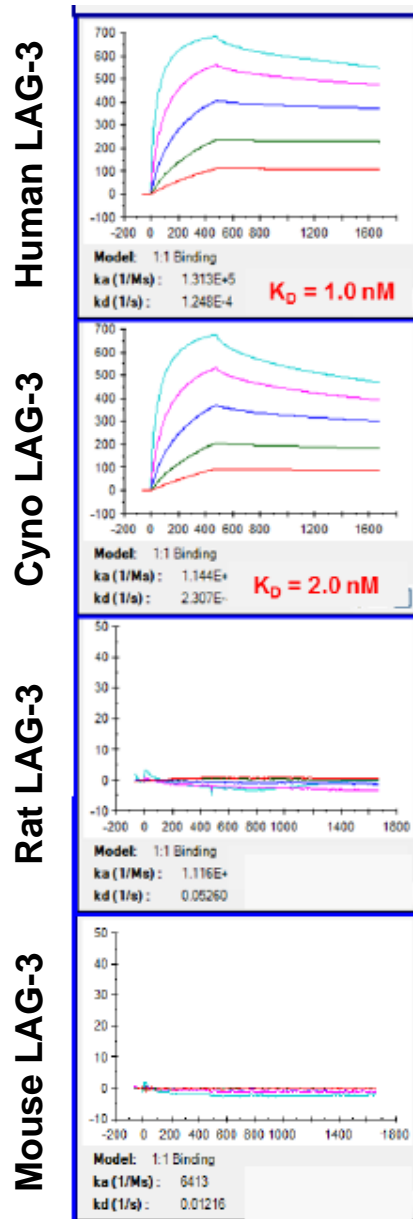 Human LAG-3
700
600
500
400
300
200
100
0
-100
-200 0 200 400 600 800 1600
Model: 1:1 Binding
ka (1/Ms) : 1.313E+5
kd (1/s) : 1.248E-4
KD = 1.0 nM
Cyno LAG-3
700
600
500
400
300
200
100
0
-100
-200 0 200 400 600 800 1600
Model: 1:1 Binding
ka (1/Ms) : 1.144E+
kd (1/s) : 2.307E-
KD = 2.0 nM
Rat LAG-3
50
40
30
20
10
0
-10
-200 0 200 400 600 800 1000 1400 1800
Model: 1:1 Binding
ka (1/Ms) : 1.116E+
kd (1/s) : 0.05260
Mouse LAG-3
50
40
30
20
10
0
-10
-200 0 200 400 600 800 1000 1400 1800
Model: 1:1 Binding
ka (1/Ms) : 6413
kd (1/s) : 0.01216